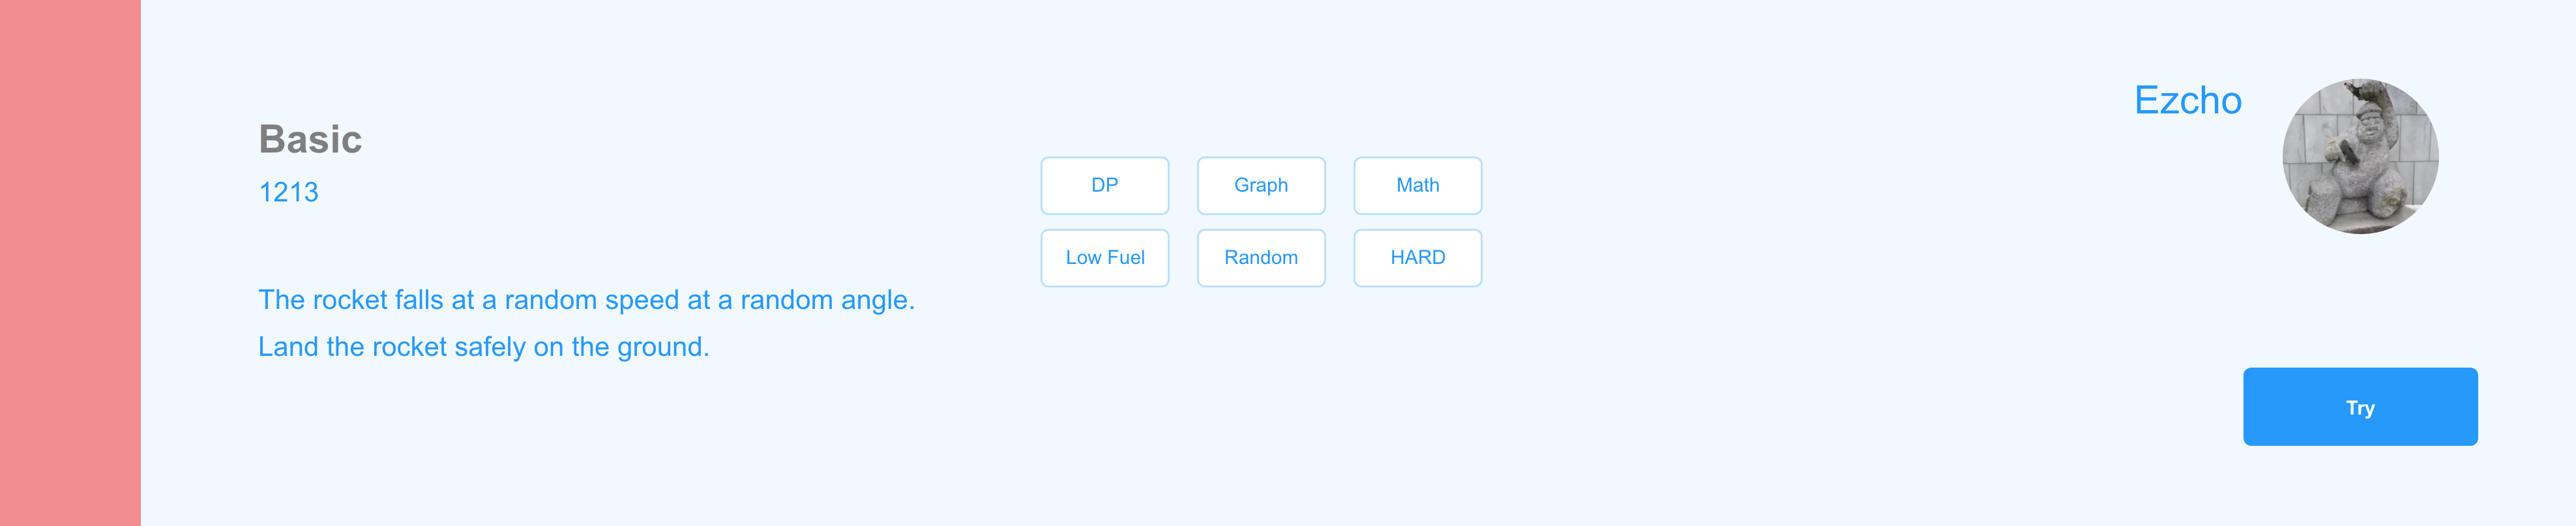 Basic
1213
The rocket falls at a random speed at a random angle.
Land the rocket safely on the ground.
DP
Graph
Math
Low Fuel
Random
HARD
Ezcho
Try